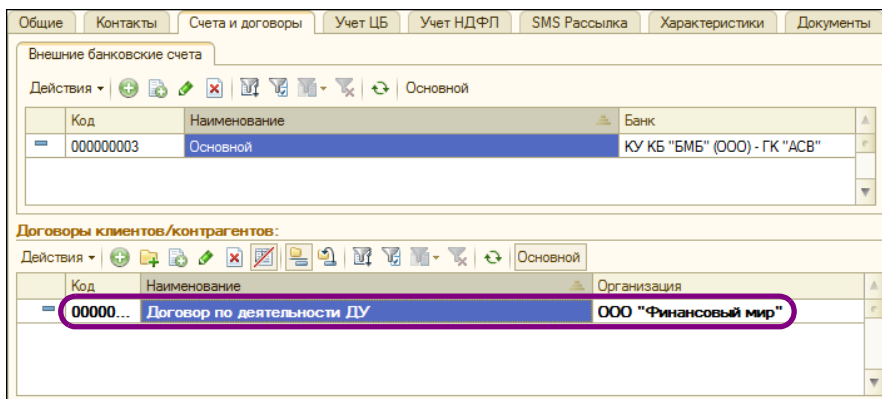 Общие Контакты Счета и договоры Учет ЦБ Учет НДФП SMS Рассылка Характеристики Документы
Внешние банковские счета
Действия Основной
Код Наименование Банк
000000003 Основной КУ КБ "БМБ" (ООО) - ГК "АСВ"
Договоры клиентов/контрагентов:
Действия Основной
Код Наименование Организация
00000... Договор по деятельности ДУ ООО "Финансовый мир"